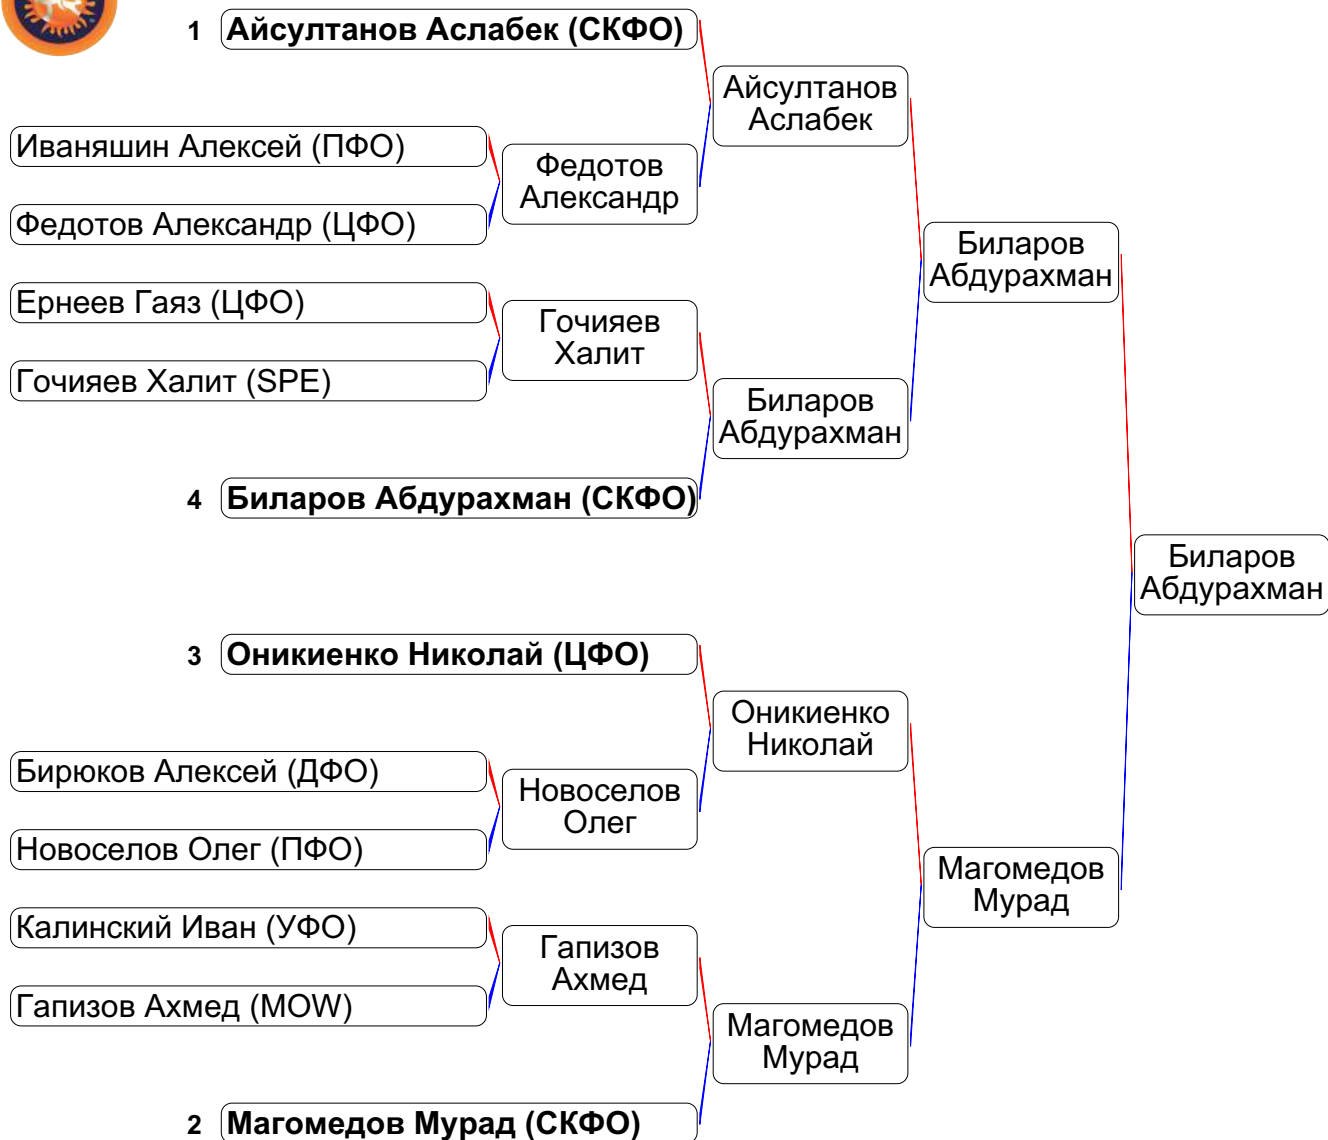 1 Айсултанов Аслабек (СКФО)
Айсултанов
Аслабек
Иваняшин Алексей (ПФО)
Федотов
Александр
Федотов Александр (ЦФО)
Биларов
Абдурахман
Ернеев Гаяз (ЦФО)
Гочияев
Халит
Гочияев Халит (SPE)
Биларов
Абдурахман
4 Биларов Абдурахман (СКФО)
Биларов
Абдурахман
3 Оникиенко Николай (ЦФО)
Оникиенко
Николай
Бирюков Алексей (ДФО)
Новоселов
Олег
Новоселов Олег (ПФО)
Магомедов
Мурад
Калинский Иван (УФО)
Гапизов
Ахмед
Гапизов Ахмед (MOW)
Магомедов
Мурад
2 Магомедов Мурад (СКФО)